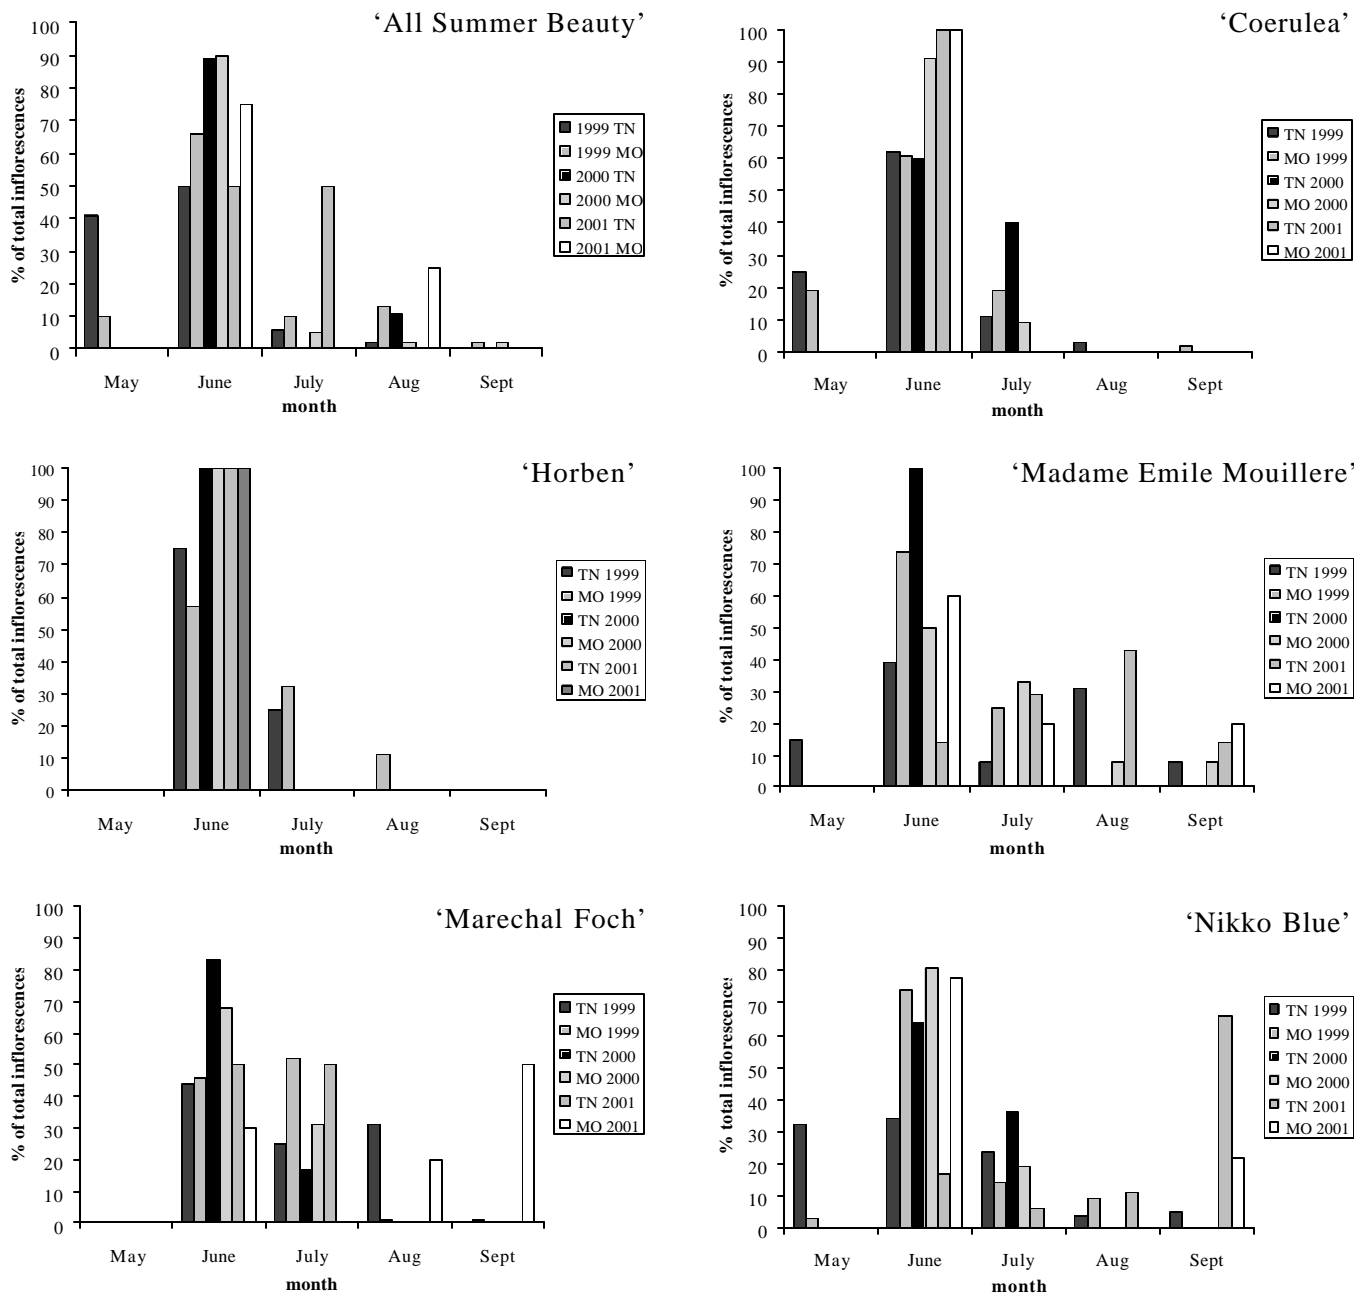 ‘All Summer Beauty’
% of total inflorescences
100
90
80
70
60
50
40
30
20
10
0
May June July Aug Sept
month
1999 TN
1999 MO
2000 TN
2000 MO
2001 TN
2001 MO
‘Coerulea’
% of total inflorescences
100
90
80
70
60
50
40
30
20
10
0
May June July Aug Sept
month
TN 1999
MO 1999
TN 2000
MO 2000
TN 2001
MO 2001
‘Horben’
% of total inflorescences
100
90
80
70
60
50
40
30
20
10
0
May June July Aug Sept
month
TN 1999
MO 1999
TN 2000
MO 2000
TN 2001
MO 2001
‘Madame Emile Mouillere’
% of total inflorescences
100
90
80
70
60
50
40
30
20
10
0
May June July Aug Sept
month
TN 1999
MO 1999
TN 2000
MO 2000
TN 2001
MO 2001
‘Marechal Foch’
% of total inflorescences
100
90
80
70
60
50
40
30
20
10
0
May June July Aug Sept
month
TN 1999
MO 1999
TN 2000
MO 2000
TN 2001
MO 2001
‘Nikko Blue’
% total inflorescences
100
90
80
70
60
50
40
30
20
10
0
May June July Aug Sept
month
TN 1999
MO 1999
TN 2000
MO 2000
TN 2001
MO 2001